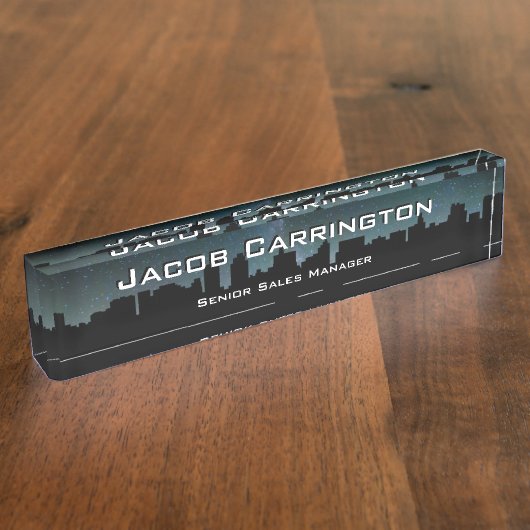 Jacob Carrington
Senior Sales Manager